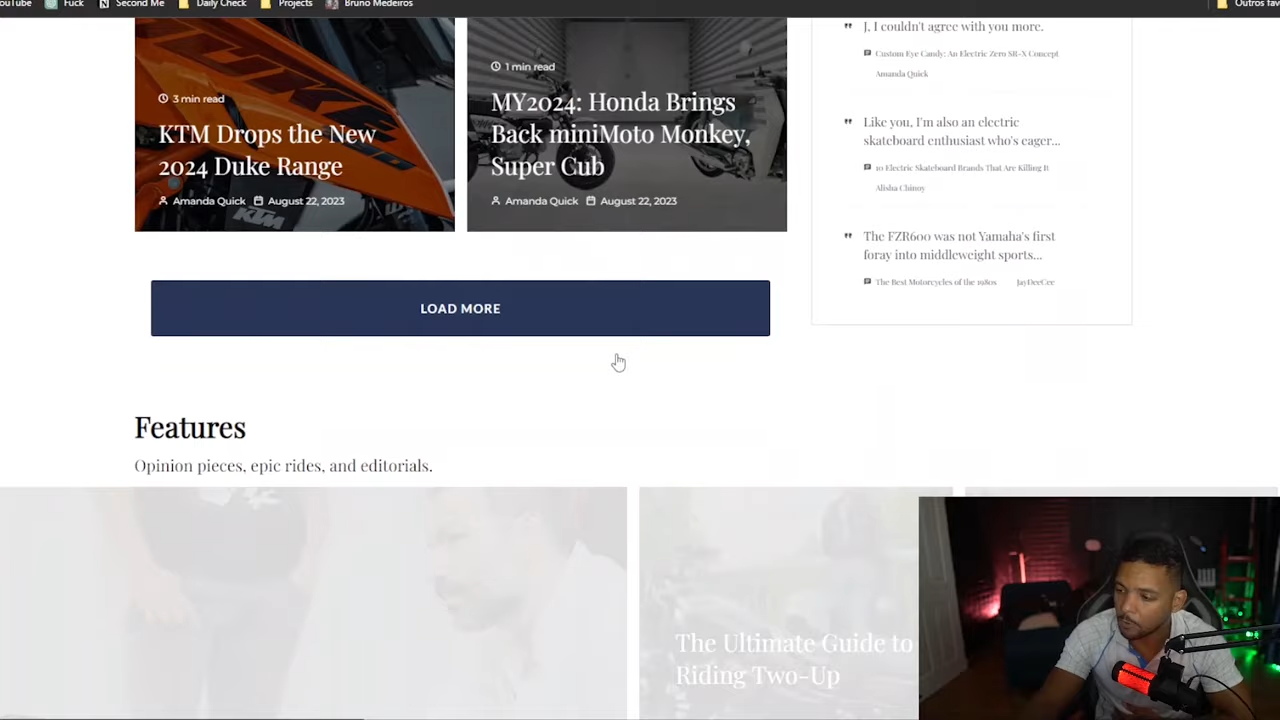 YouTube
Fuck
Second Me
Daily Check
Projects
Bruno Medeiros
Outros fav
3 min read
KTM Drops the New
2024 Duke Range
Amanda Quick August 22, 2023
KTM
1 min read
MY2024: Honda Brings
Back miniMoto Monkey,
Super Cub
Amanda Quick August 22, 2023
LOAD MORE
J, I couldn't agree with you more.
Custom Eye Candy: An Electric Zero SR-X Concept
Amanda Quick
Like you, I'm also an electric
skateboard enthusiast who's eager...
10 Electric Skateboard Brands That Are Killing It
Alisha Chinoy
The FZR600 was not Yamaha's first
foray into middleweight sports...
The Best Motorcycles of the 1980s JayDeeCee
Features
Opinion pieces, epic rides, and editorials.
The Ultimate Guide to
Riding Two-Up